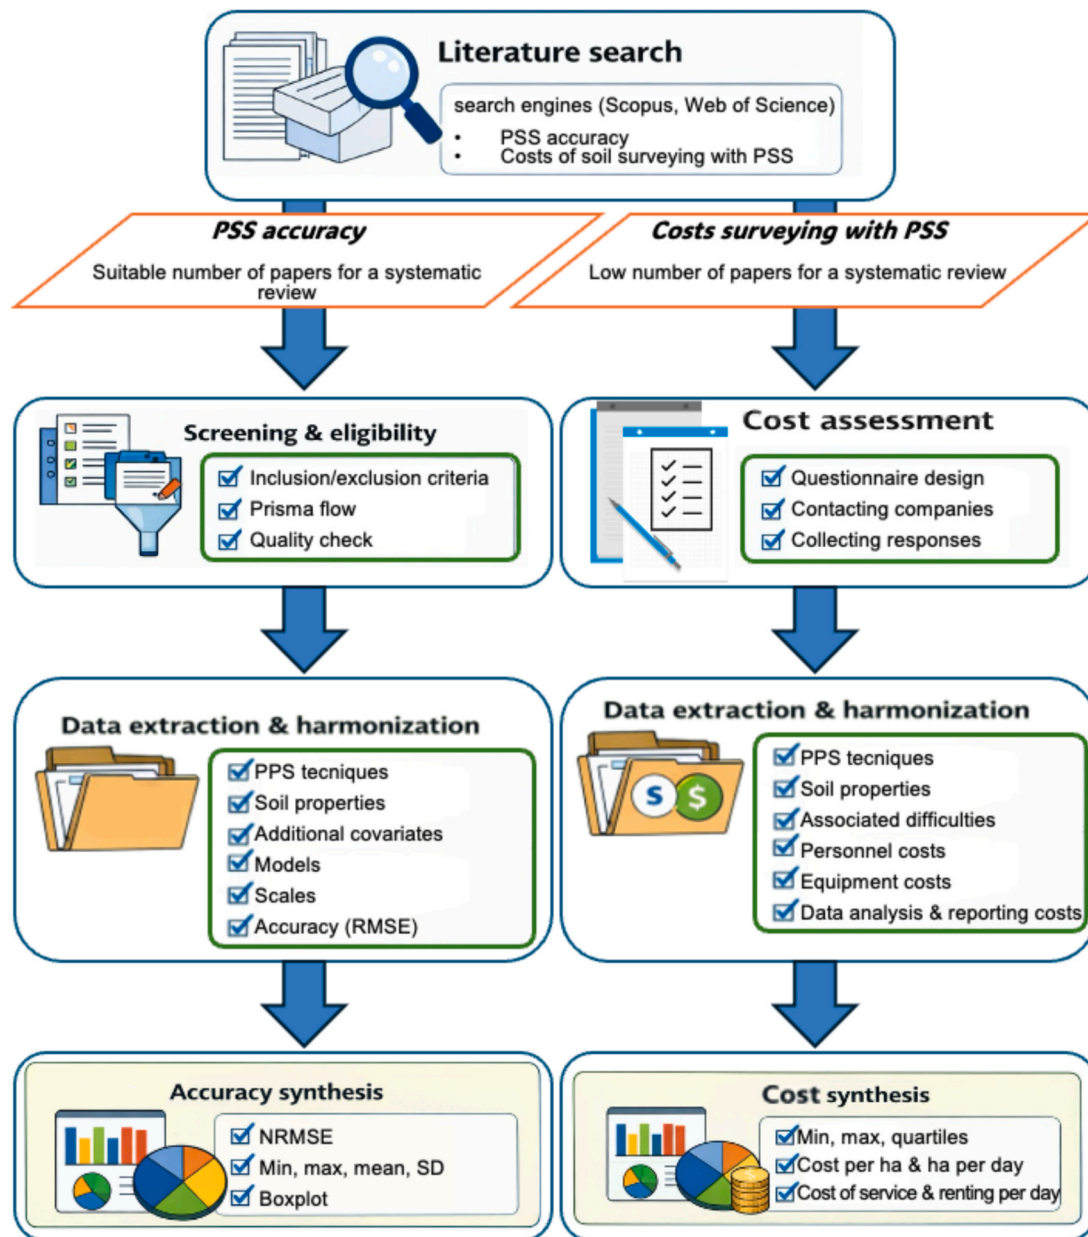 Literature search
search engines (Scopus, Web of Science)
• PSS accuracy
• Costs of soil surveying with PSS
PSS accuracy
Suitable number of papers for a systematic
review
Costs surveying with PSS
Low number of papers for a systematic review
Screening & eligibility
Inclusion/exclusion criteria
Prisma flow
Quality check
Cost assessment
Questionnaire design
Contacting companies
Collecting responses
Data extraction & harmonization
PPS tecniques
Soil properties
Additional covariates
Models
Scales
Accuracy (RMSE)
Data extraction & harmonization
S $
PPS tecniques
Soil properties
Associated difficulties
Personnel costs
Equipment costs
Data analysis & reporting costs
Accuracy synthesis
NRMSE
Min, max, mean, SD
Boxplot
Cost synthesis
Min, max, quartiles
Cost per ha & ha per day
Cost of service & renting per day